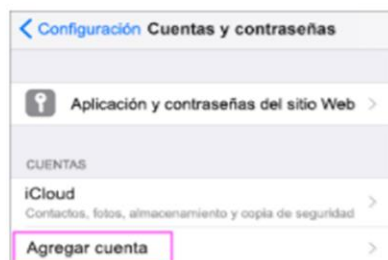 Configuración Cuentas y contraseñas
Aplicación y contraseñas del sitio Web
CUENTAS
iCloud
Contactos, fotos, almacenamiento y copia de seguridad
Agregar cuenta